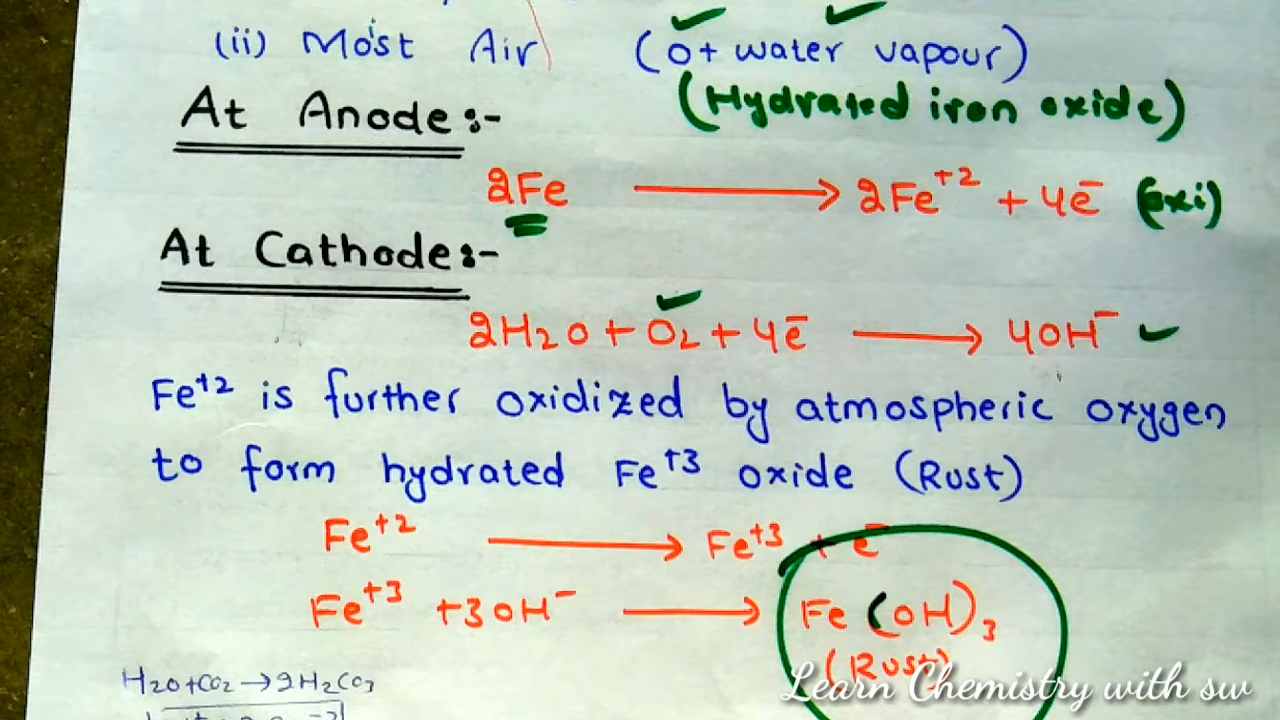 (ii) Moist Air (O+ water vapour)
(Hydrated iron oxide)
At Anode:-
2Fe ⟶ 2Fe⁺² + 4e⁻ (oxi)
At Cathode:-
2H₂O + O₂ + 4e⁻ ⟶ 4OH⁻
Fe⁺² is further oxidized by atmospheric oxygen
to form hydrated Fe⁺³ oxide (Rust)
Fe⁺² ⟶ Fe⁺³ + e⁻
Fe⁺³ + 3OH⁻ ⟶ Fe(OH)₃
(Rust)
H₂O+CO₂ → 2H₂CO₃
Learn Chemistry with sw